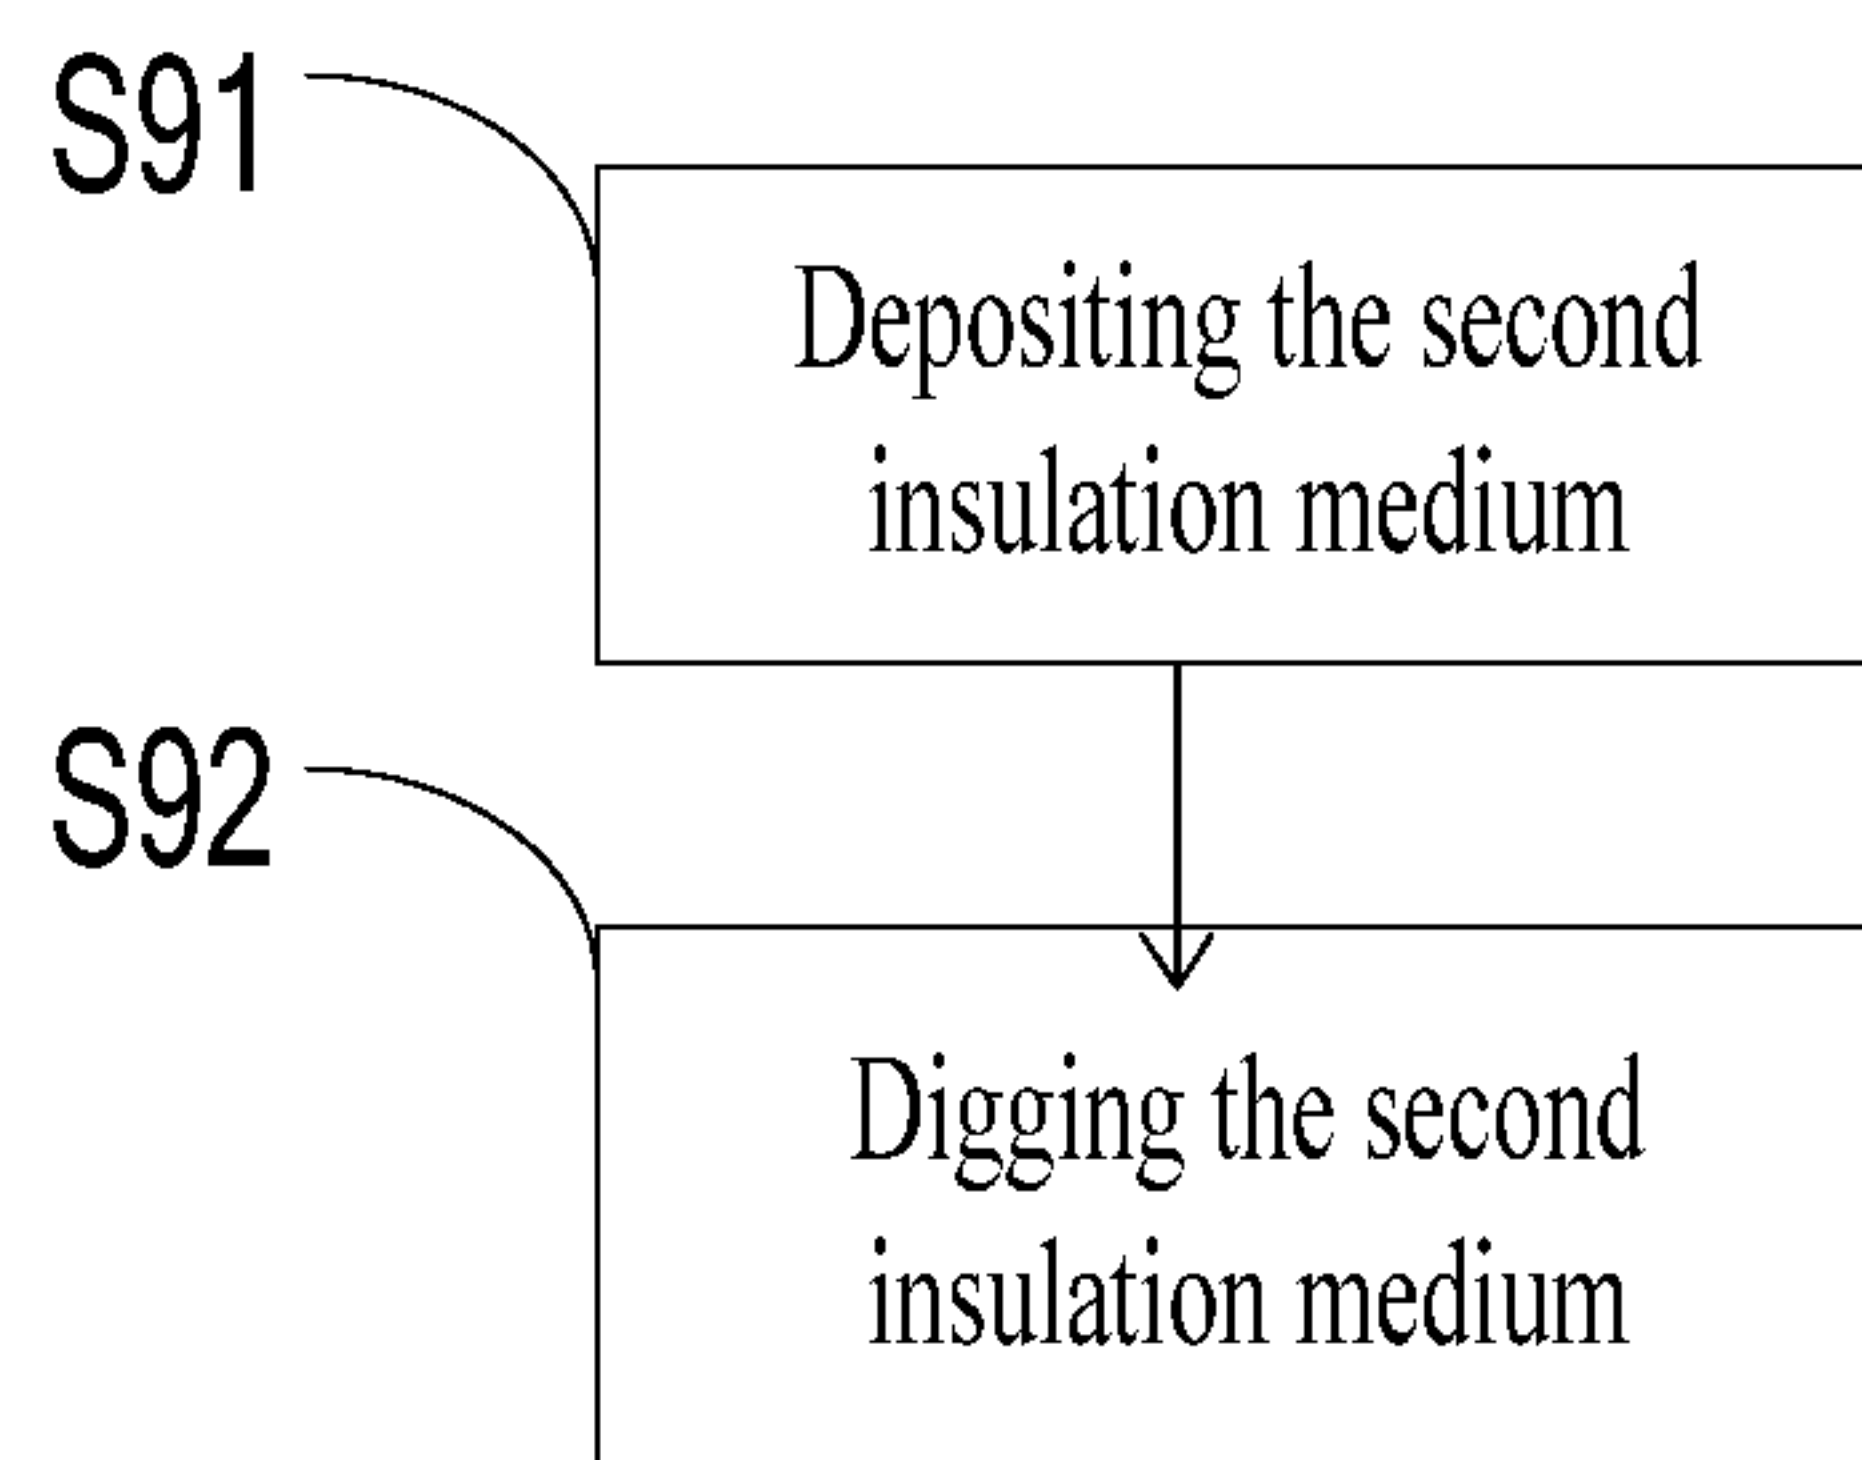 S91
Depositing the second
insulation medium
S92
Digging the second
insulation medium